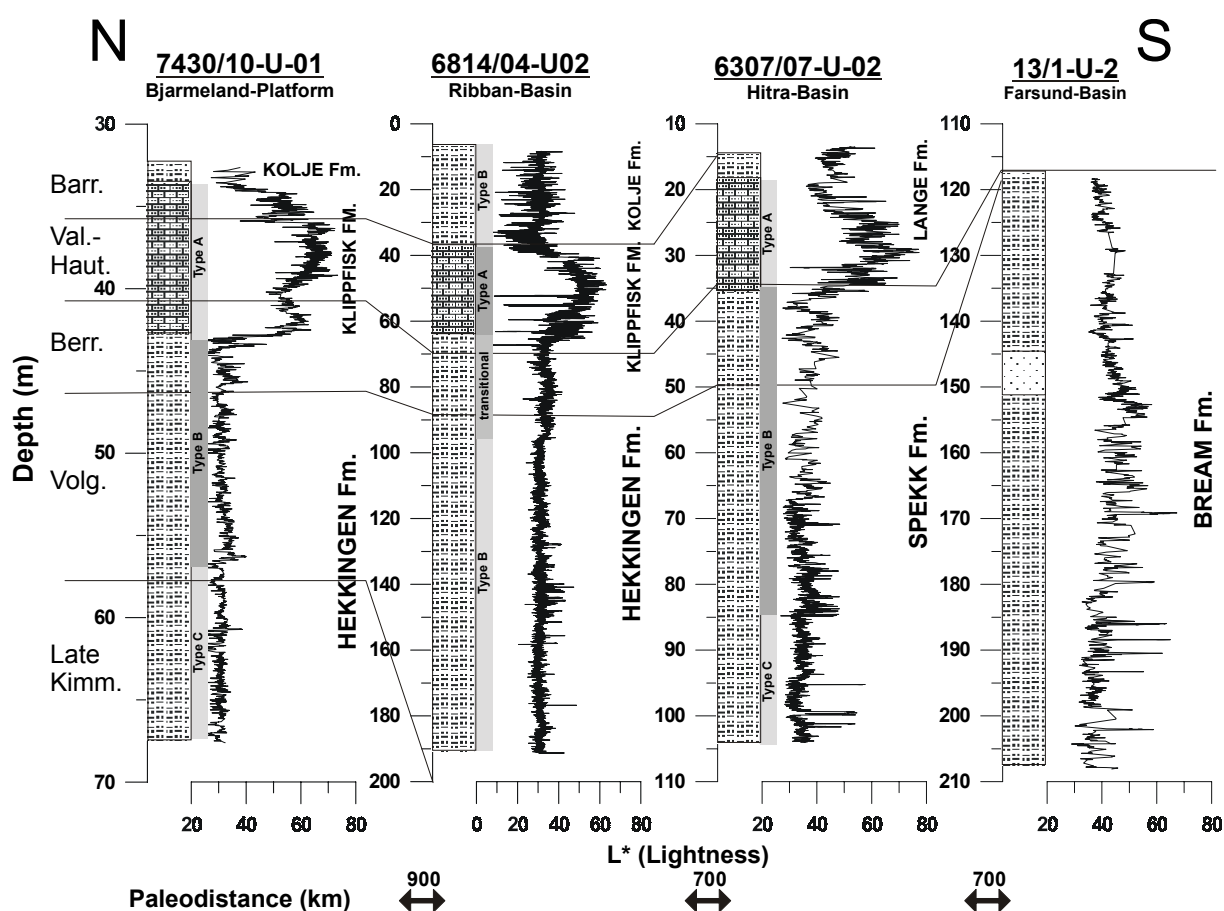 N
S
7430/10-U-01
Bjarmeland-Platform
6814/04-U02
Ribban-Basin
6307/07-U-02
Hitra-Basin
13/1-U-2
Farsund-Basin
Depth (m)
30
40
50
60
70
Barr.
Val.-
Haut.
Berr.
Volg.
Late
Kimm.
Type A
Type B
Type C
KOLJE Fm.
KLIPPFISK FM.
HEKKINGEN Fm.
20 40 60 80
0
20
40
60
80
100
120
140
160
180
200
Type B
Type A
transitional
Type B
KOLJE Fm.
KLIPPFISK FM.
HEKKINGEN Fm.
0 20 40 60 80
10
20
30
40
50
60
70
80
90
100
110
Type A
Type B
Type C
LANGE Fm.
SPEKK Fm.
20 40 60 80
110
120
130
140
150
160
170
180
190
200
210
BREAM Fm.
20 40 60 80
L* (Lightness)
Paleodistance (km)
900
700
700